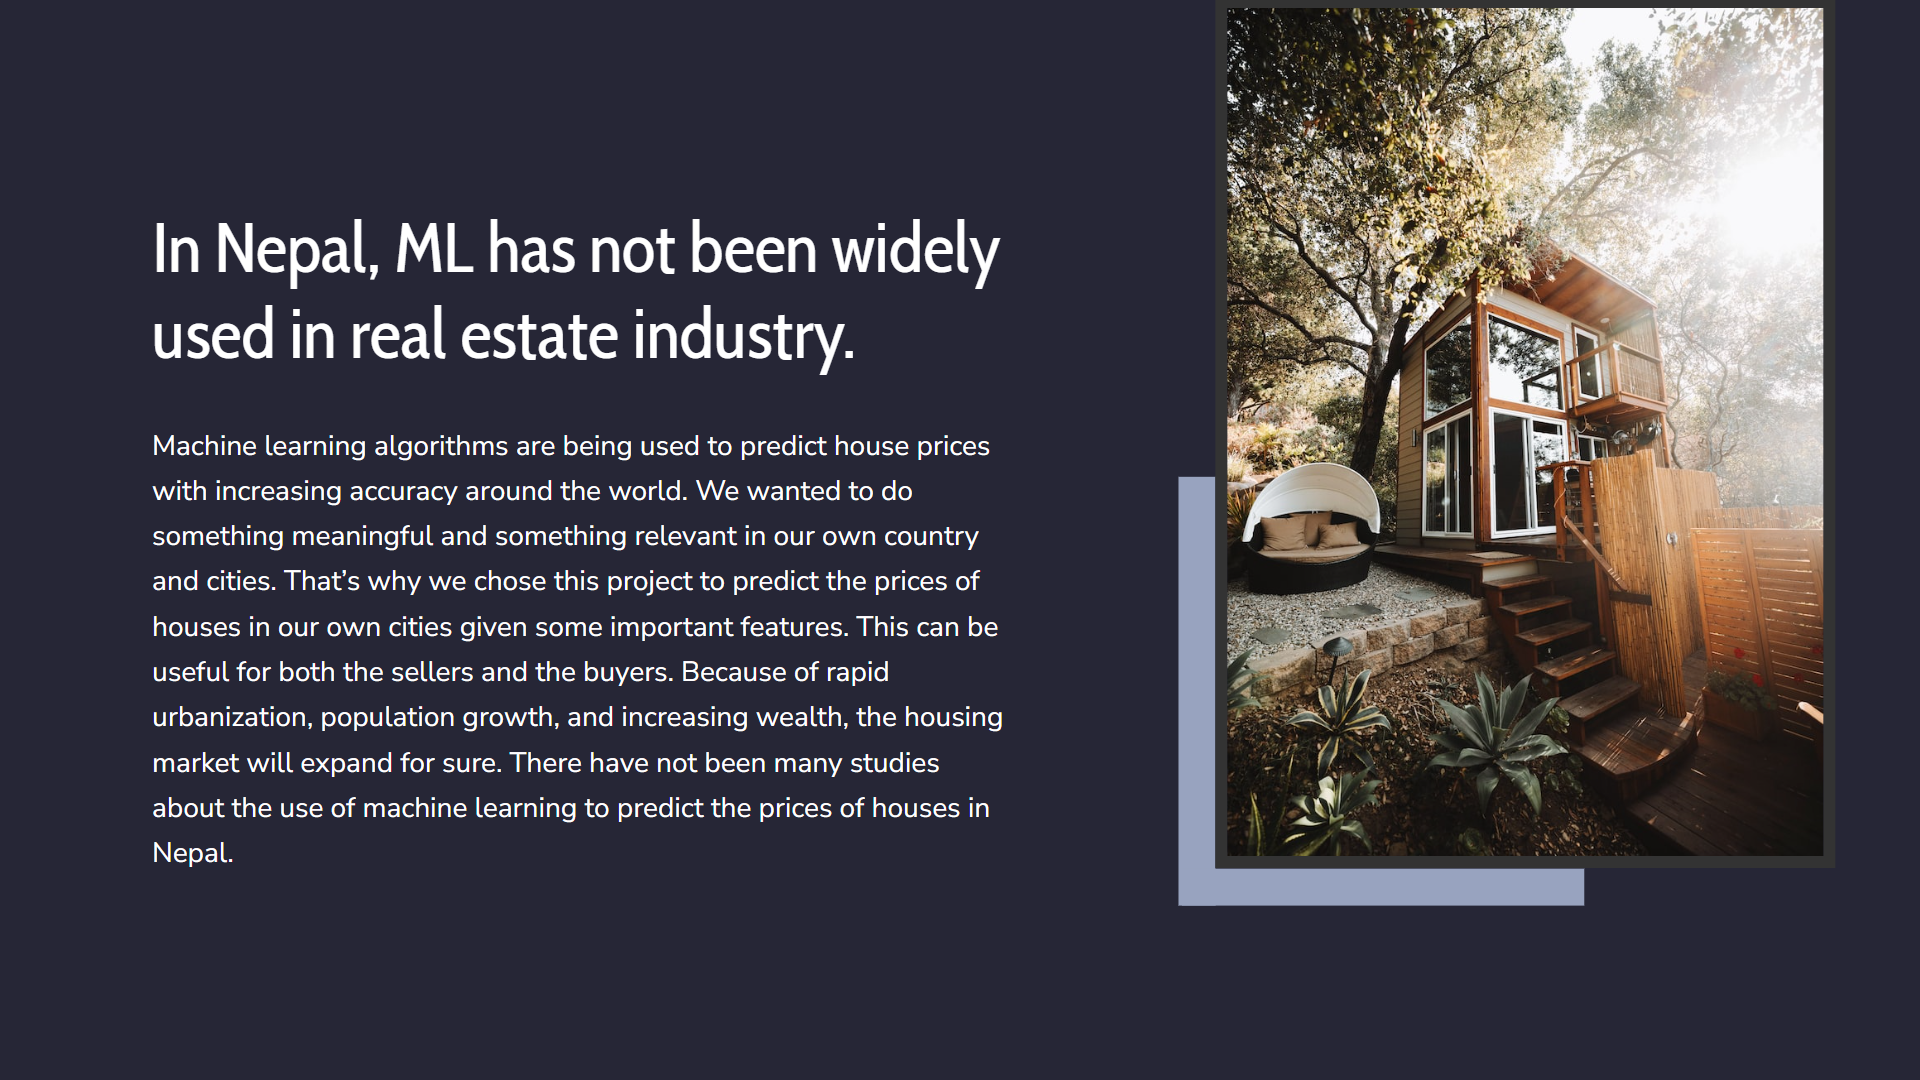 In Nepal, ML has not been widely
used in real estate industry.
Machine learning algorithms are being used to predict house prices
with increasing accuracy around the world. We wanted to do
something meaningful and something relevant in our own country
and cities. That’s why we chose this project to predict the prices of
houses in our own cities given some important features. This can be
useful for both the sellers and the buyers. Because of rapid
urbanization, population growth, and increasing wealth, the housing
market will expand for sure. There have not been many studies
about the use of machine learning to predict the prices of houses in
Nepal.